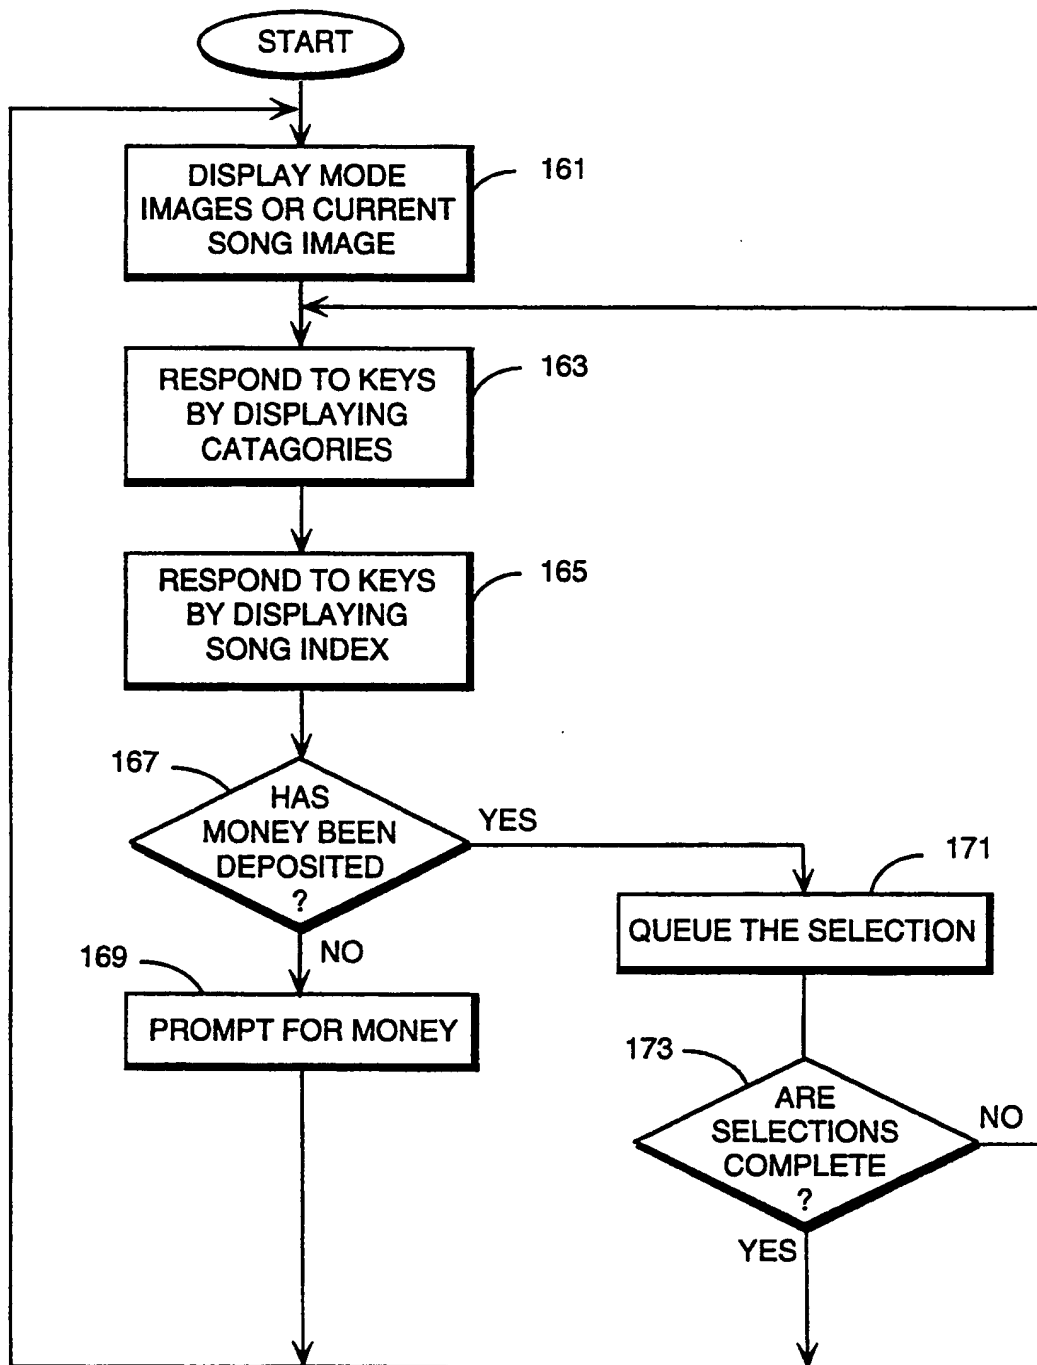 START
DISPLAY MODE
IMAGES OR CURRENT
SONG IMAGE
161
RESPOND TO KEYS
BY DISPLAYING
CATAGORIES
163
RESPOND TO KEYS
BY DISPLAYING
SONG INDEX
165
167
HAS
MONEY BEEN
DEPOSITED
?
YES
NO
169
PROMPT FOR MONEY
171
QUEUE THE SELECTION
173
ARE
SELECTIONS
COMPLETE
?
NO
YES